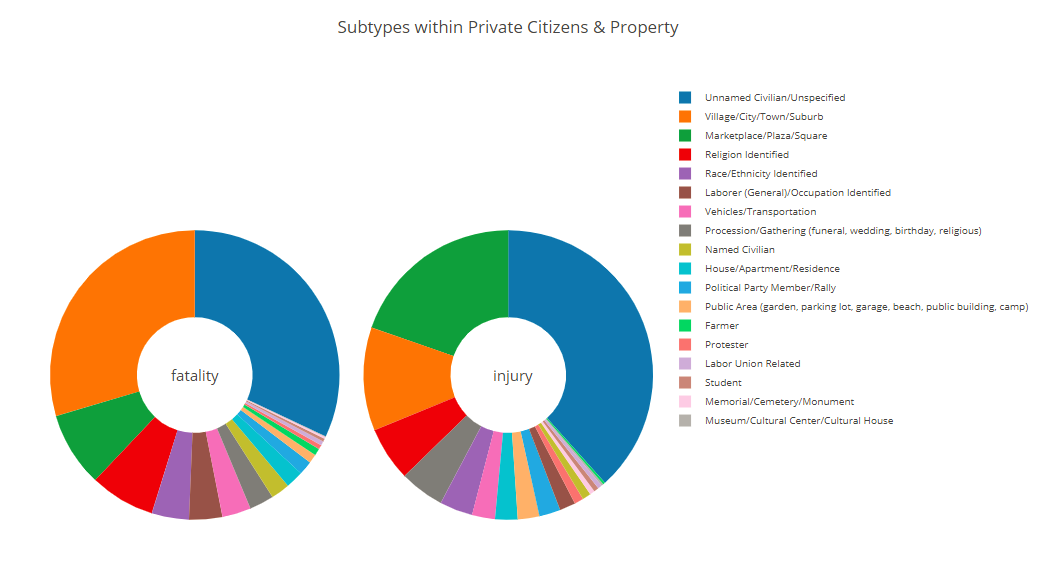 Subtypes within Private Citizens & Property
Unnamed Civilian/Unspecified
Village/City/Town/Suburb
Marketplace/Plaza/Square
Religion Identified
Race/Ethnicity Identified
Laborer (General)/Occupation Identified
Vehicles/Transportation
Procession/Gathering (funeral, wedding, birthday, religious)
Named Civilian
House/Apartment/Residence
Political Party Member/Rally
Public Area (garden, parking lot, garage, beach, public building, camp)
Farmer
Protester
Labor Union Related
Student
Memorial/Cemetery/Monument
Museum/Cultural Center/Cultural House
fatality
injury